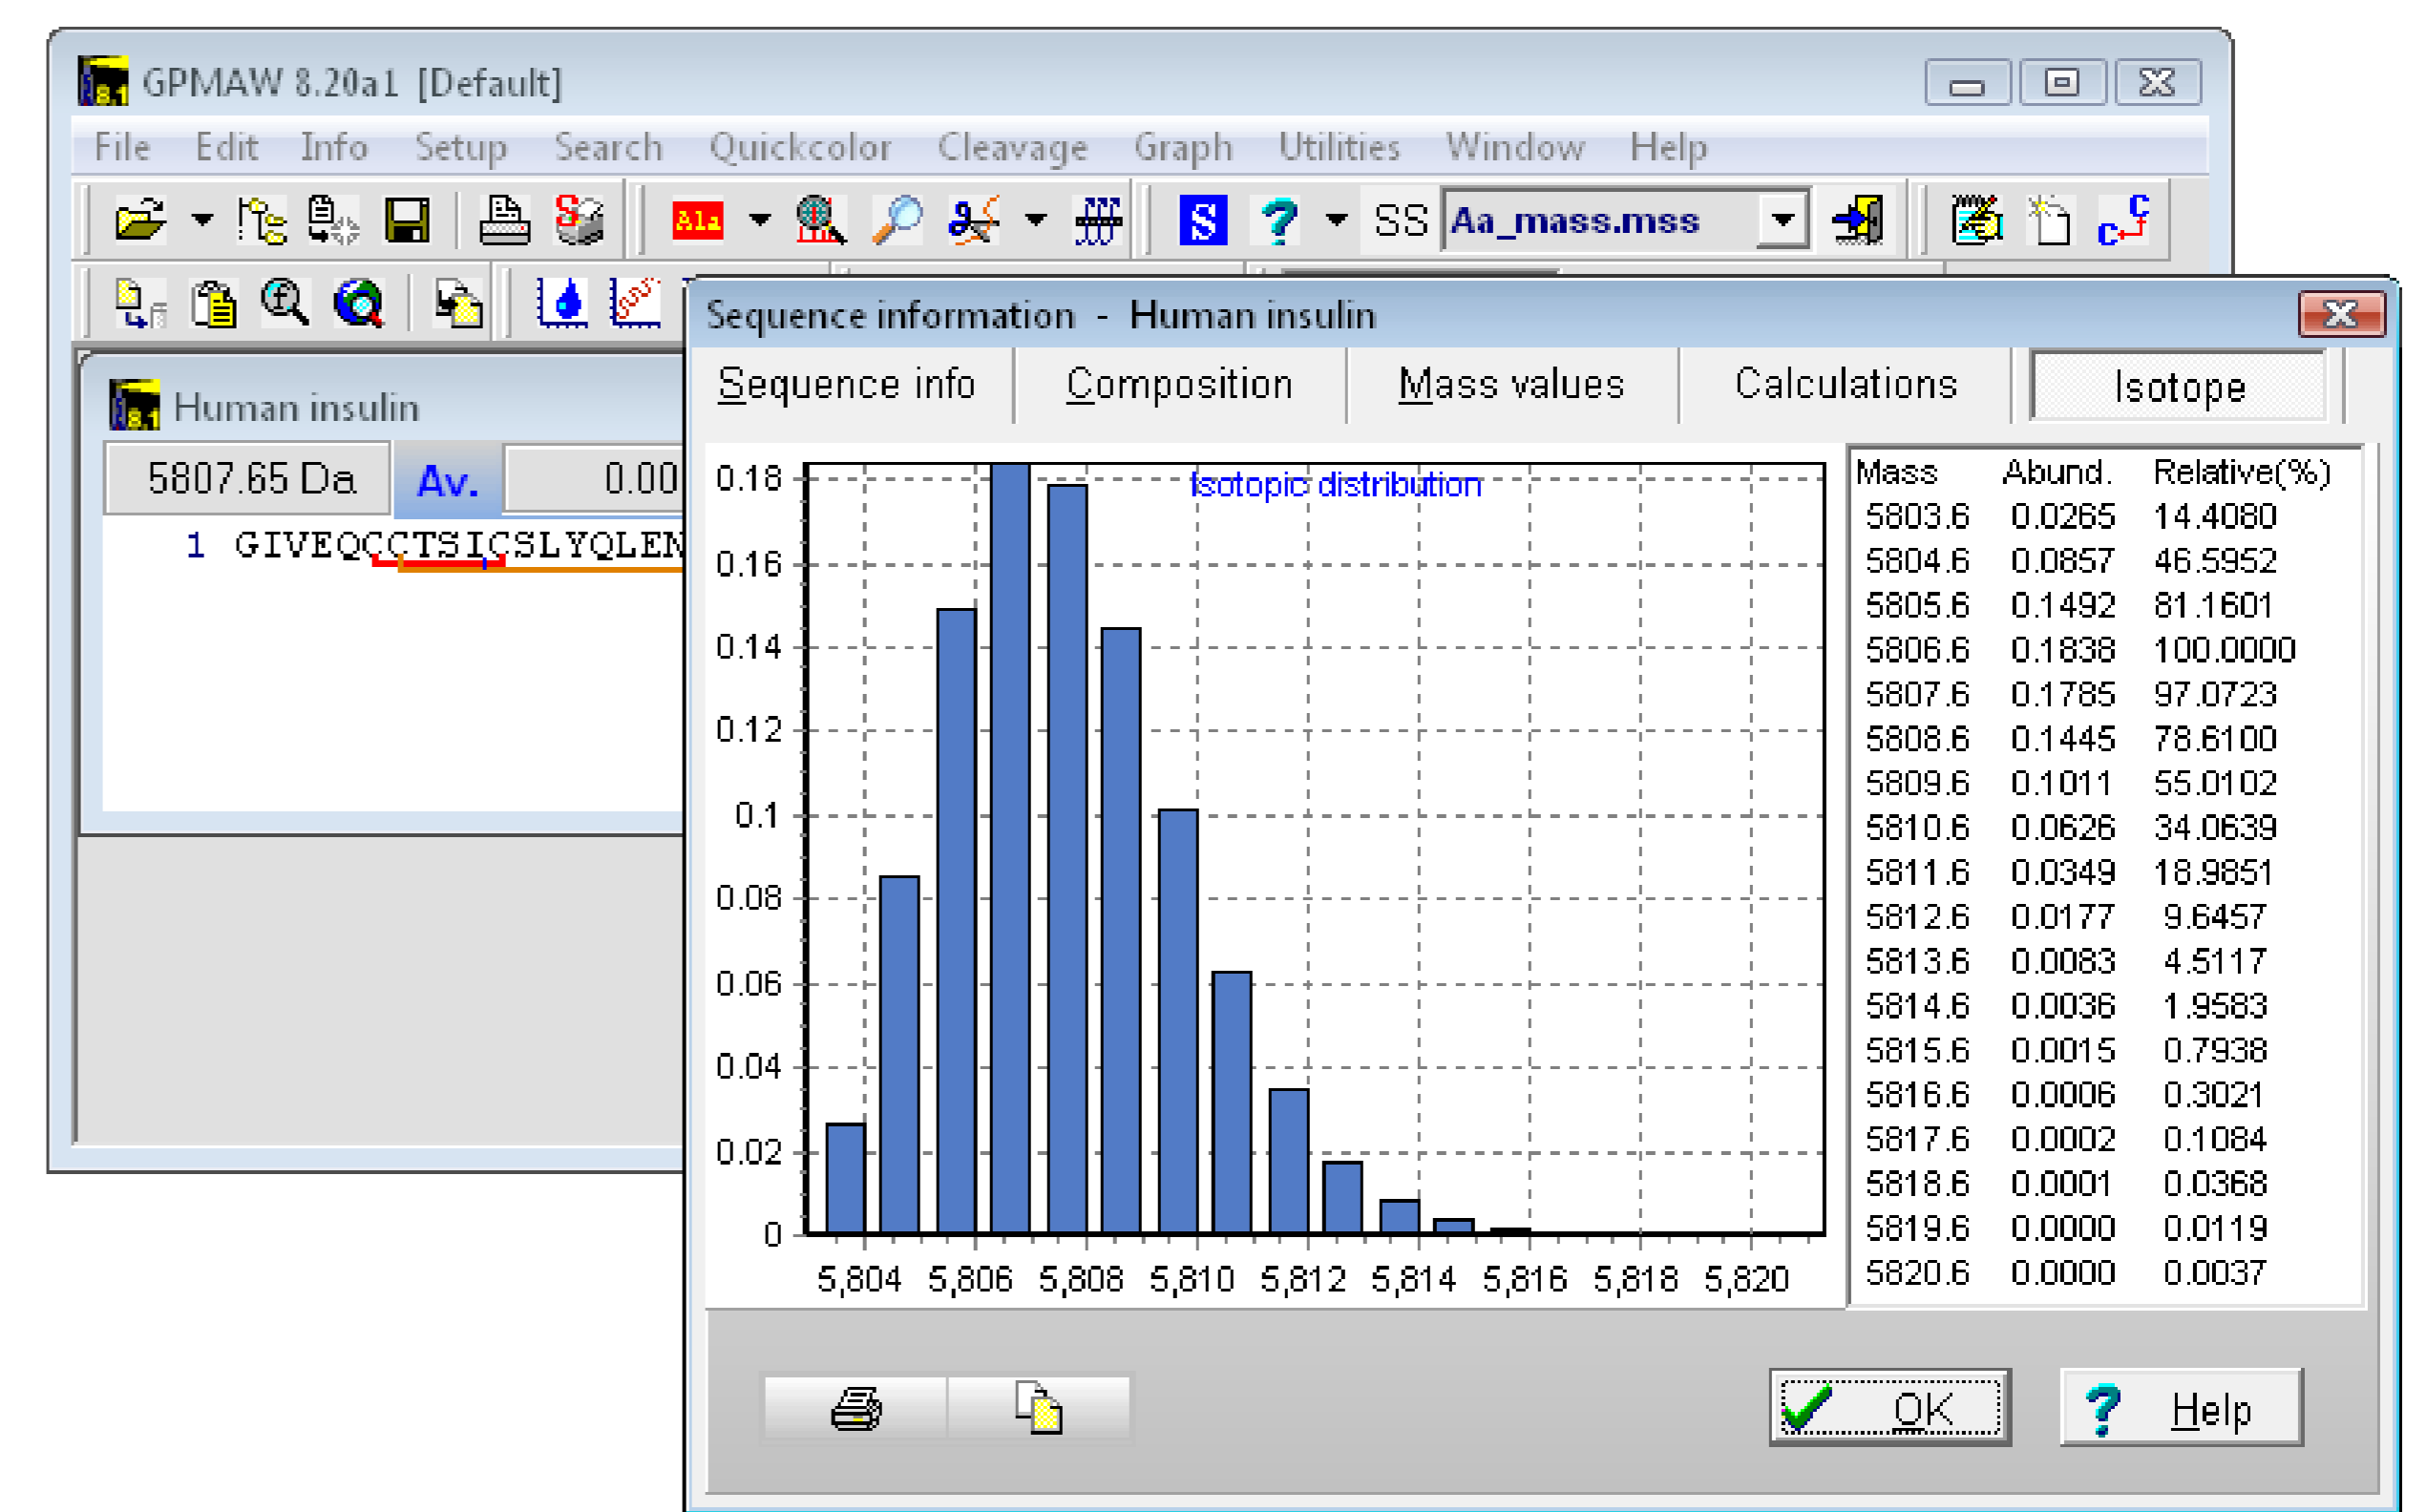 GPMAW 8.20a1 [Default]
File Edit Info Setup Search Quickcolor Cleavage Graph Utilities Window Help
Ala S ? SS Aa_mass.mss
Human insulin
5807.65 Da Av. 0.00
1 GIVEQCCTSICSLYQLEN
Sequence information - Human insulin
Sequence info Composition Mass values Calculations Isotope
Isotopic distribution
0.18
0.16
0.14
0.12
0.1
0.08
0.06
0.04
0.02
0
5,804 5,806 5,808 5,810 5,812 5,814 5,816 5,818 5,820
Mass Abund. Relative(%)
5803.6 0.0265 14.4080
5804.6 0.0857 46.5952
5805.6 0.1492 81.1601
5806.6 0.1838 100.0000
5807.6 0.1785 97.0723
5808.6 0.1445 78.6100
5809.6 0.1011 55.0102
5810.6 0.0626 34.0639
5811.6 0.0349 18.9851
5812.6 0.0177 9.6457
5813.6 0.0083 4.5117
5814.6 0.0036 1.9583
5815.6 0.0015 0.7938
5816.6 0.0006 0.3021
5817.6 0.0002 0.1084
5818.6 0.0001 0.0368
5819.6 0.0000 0.0119
5820.6 0.0000 0.0037
OK ? Help